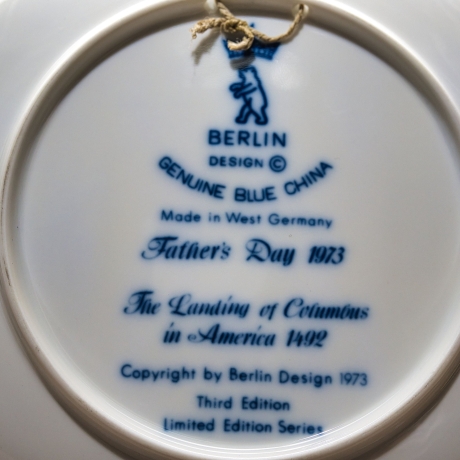 BERLIN
DESIGN ©
GENUINE BLUE CHINA
Made in West Germany
Father's Day 1973
The Landing of Columbus
in America 1492
Copyright by Berlin Design 1973
Third Edition
Limited Edition Series